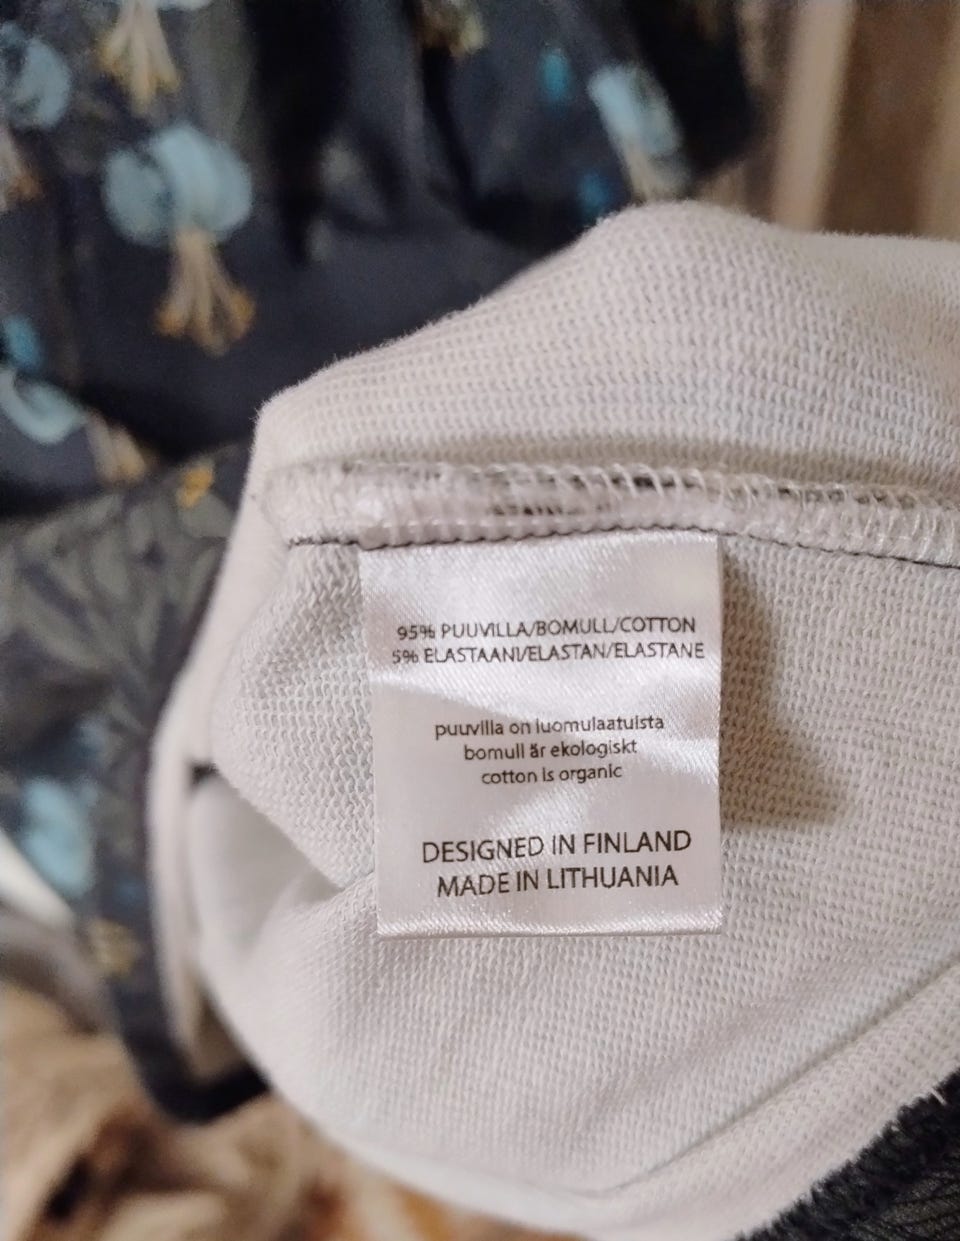 95% PUUVILLA/BOMULL/COTTON
5% ELASTAANI/ELASTAN/ELASTANE
puuvilla on luomulaatuista
bomull är ekologiskt
cotton is organic
DESIGNED IN FINLAND
MADE IN LITHUANIA